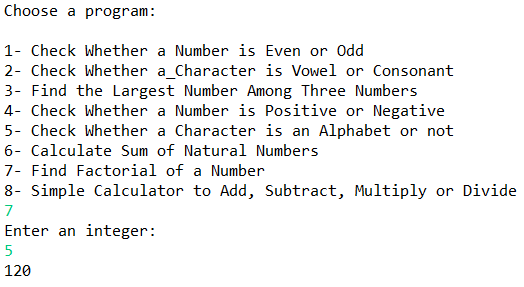 Choose a program:
1- Check Whether a Number is Even or Odd
2- Check Whether a_Character is Vowel or Consonant
3- Find the Largest Number Among Three Numbers
4- Check Whether a Number is Positive or Negative
5- Check Whether a Character is an Alphabet or not
6- Calculate Sum of Natural Numbers
7- Find Factorial of a Number
8- Simple Calculator to Add, Subtract, Multiply or Divide
7
Enter an integer:
5
120